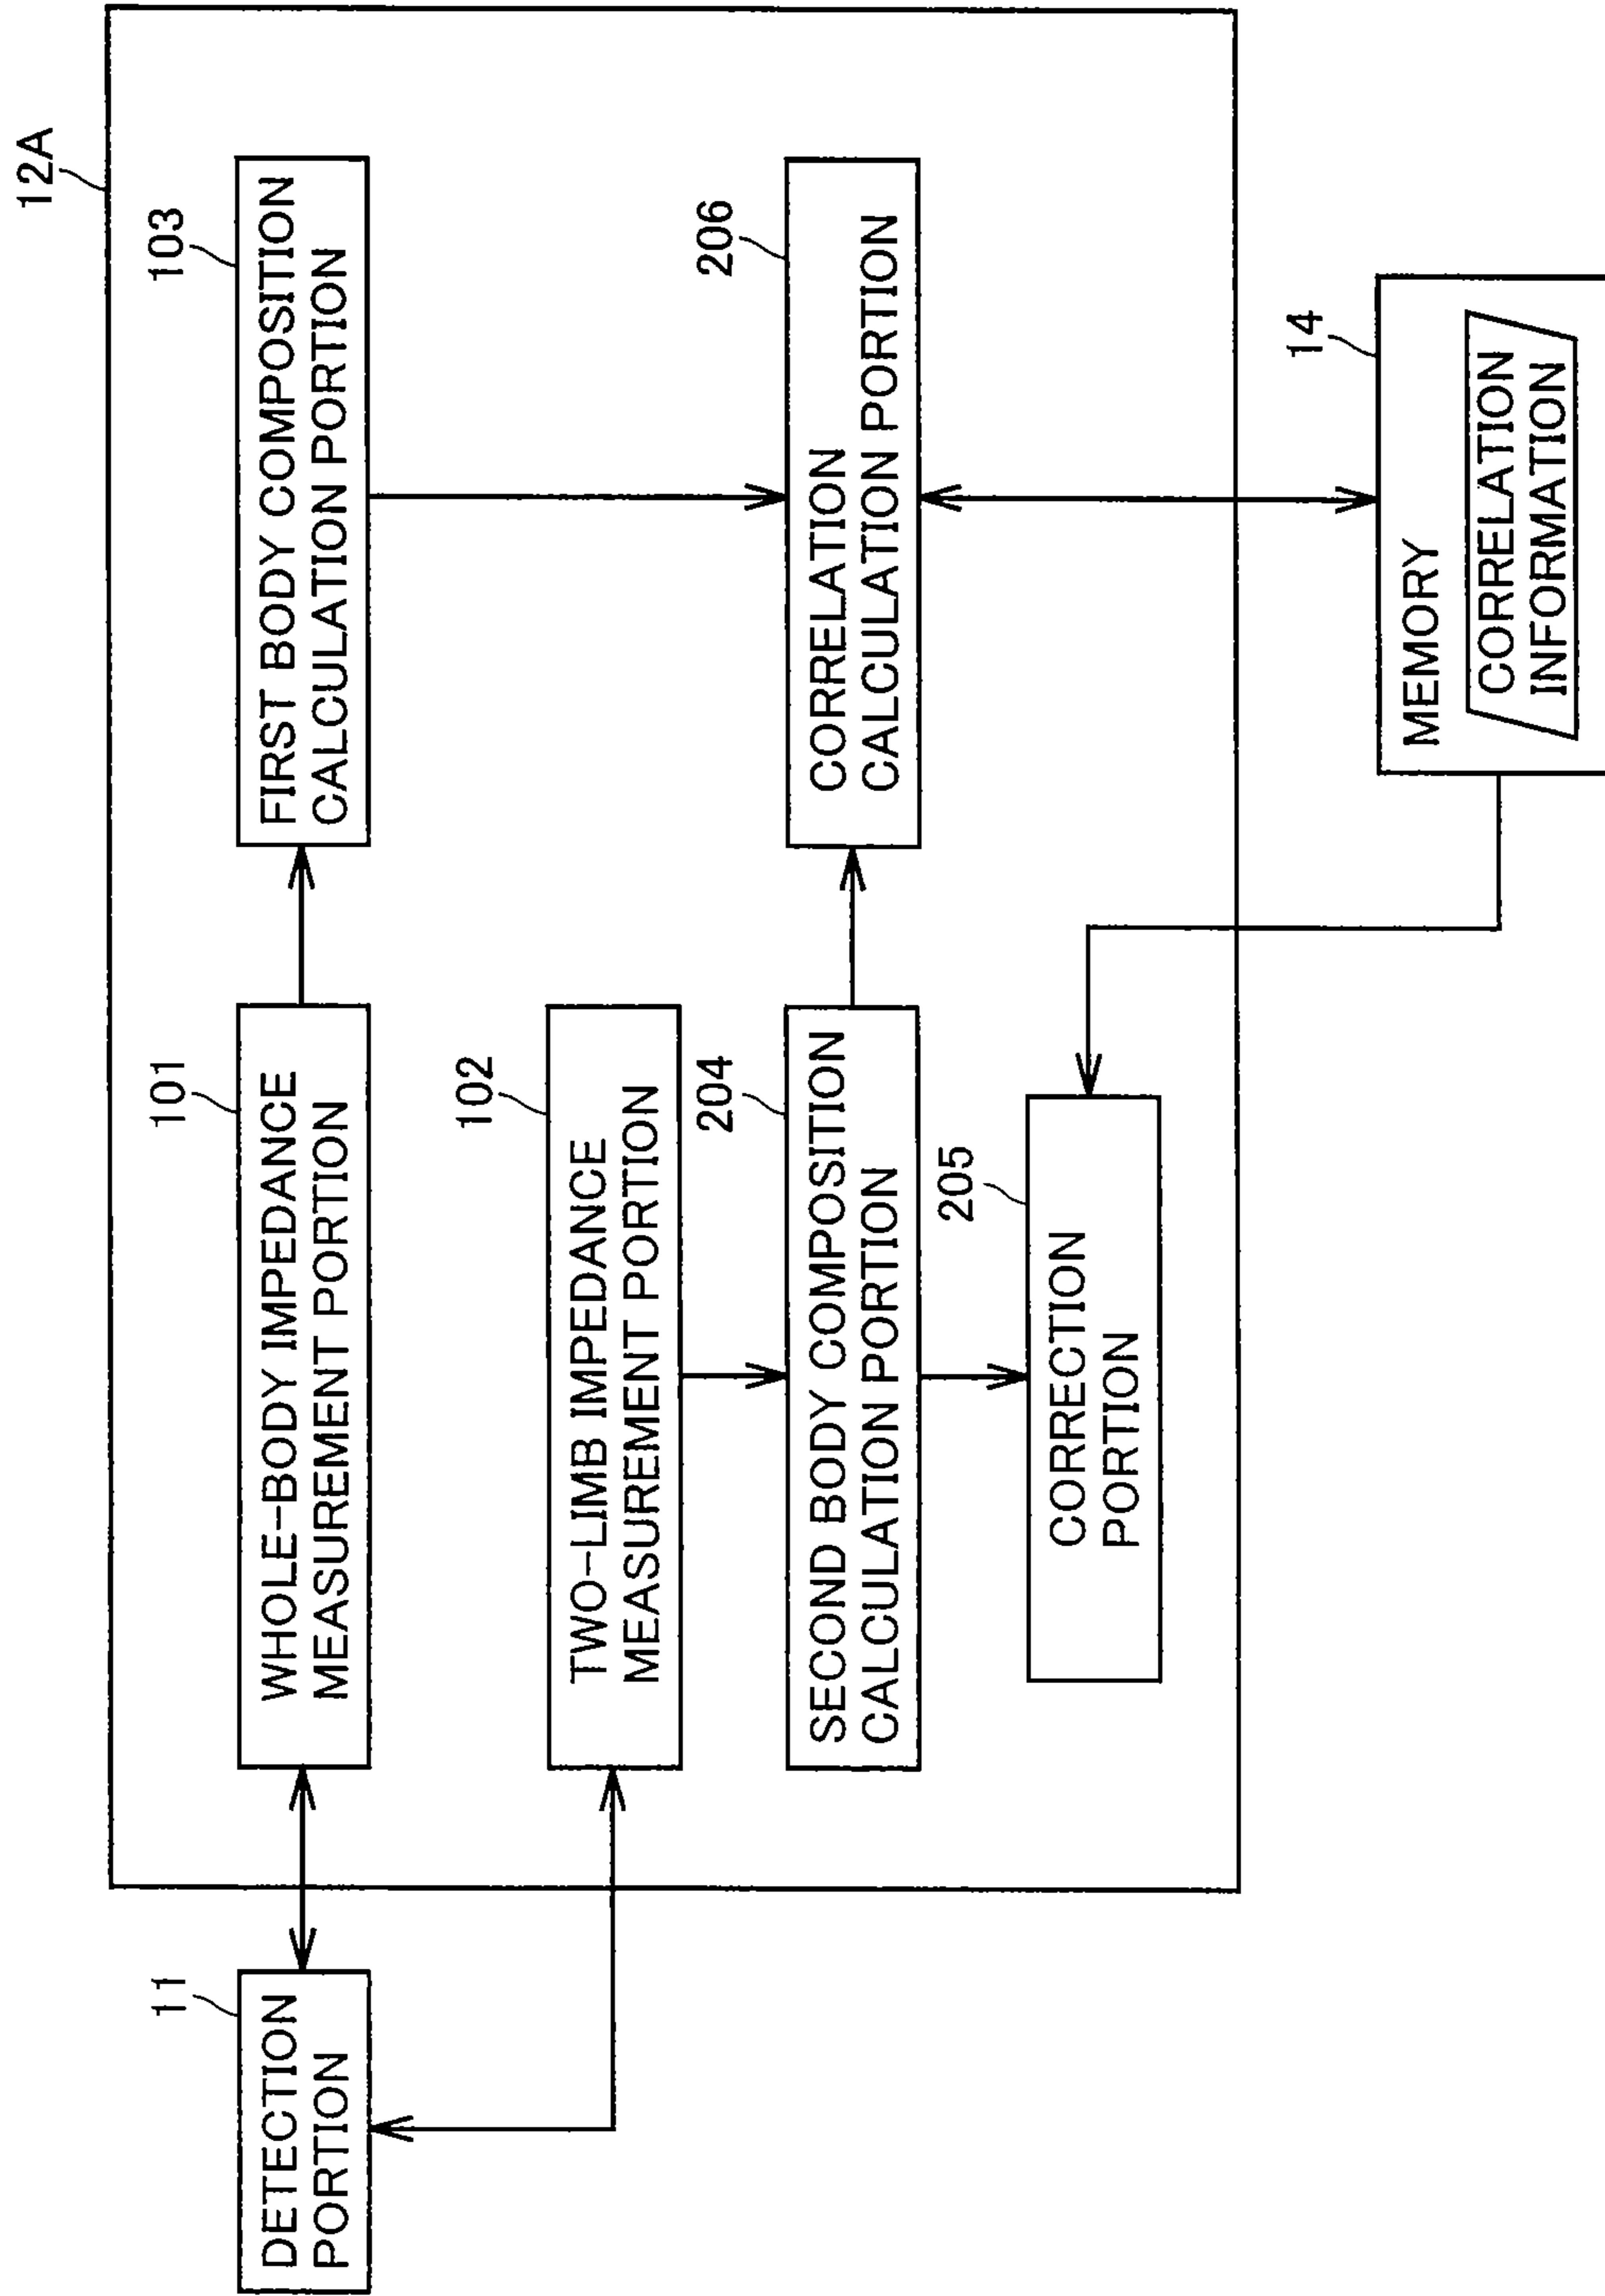 12A
11
DETECTION
PORTION
101
WHOLE-BODY IMPEDANCE
MEASUREMENT PORTION
103
FIRST BODY COMPOSITION
CALCULATION PORTION
102
TWO-LIMB IMPEDANCE
MEASUREMENT PORTION
204
SECOND BODY COMPOSITION
CALCULATION PORTION
206
CORRELATION
CALCULATION PORTION
205
CORRECTION
PORTION
14
MEMORY
CORRELATION
INFORMATION